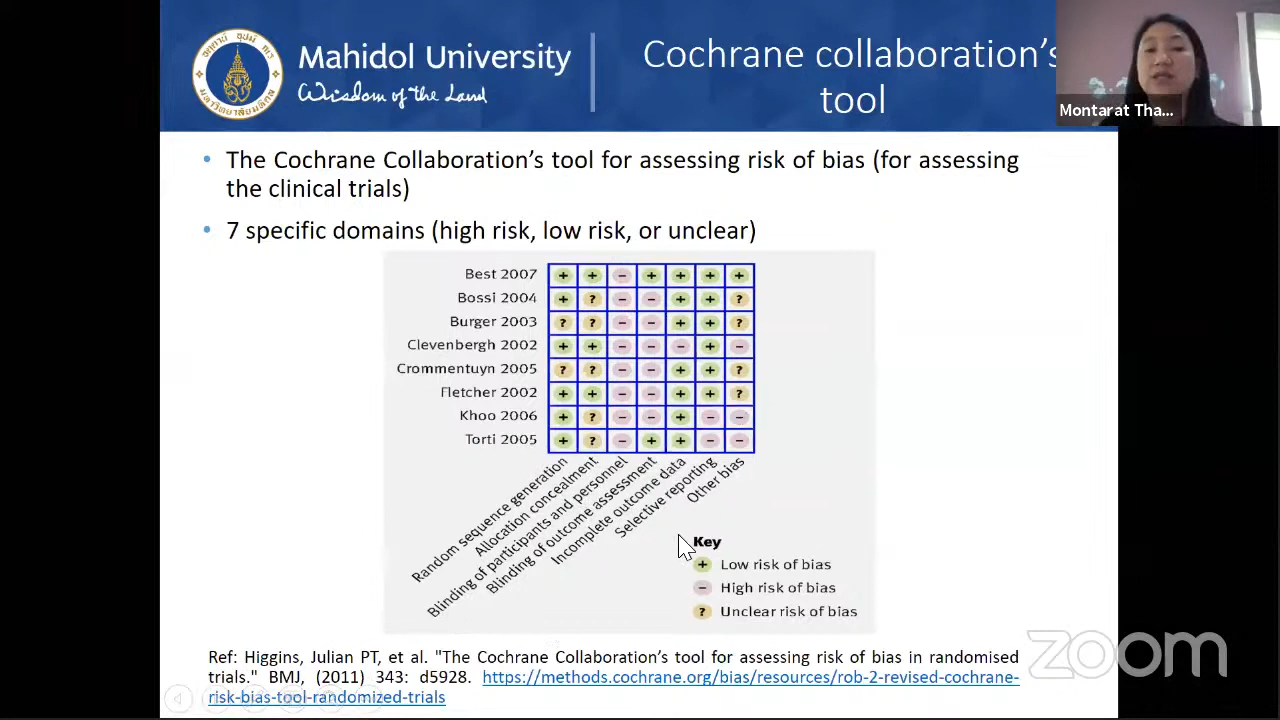 Mahidol University
Wisdom of the Land
Cochrane collaboration's
tool
Montarat Tha...
• The Cochrane Collaboration's tool for assessing risk of bias (for assessing
the clinical trials)
• 7 specific domains (high risk, low risk, or unclear)
Best 2007 + + − + + + +
Bossi 2004 + ? − − + + ?
Burger 2003 ? ? − − + + ?
Clevenbergh 2002 + + − − − + −
Crommentuyn 2005 ? ? − − + + ?
Fletcher 2002 + + − − + + ?
Khoo 2006 + ? − − + − −
Torti 2005 + ? − + + − −
Random sequence generation
Allocation concealment
Blinding of participants and personnel
Blinding of outcome assessment
Incomplete outcome data
Selective reporting
Other bias
Key
+ Low risk of bias
− High risk of bias
? Unclear risk of bias
Ref: Higgins, Julian PT, et al. "The Cochrane Collaboration's tool for assessing risk of bias in randomised
trials." BMJ, (2011) 343: d5928. https://methods.cochrane.org/bias/resources/rob-2-revised-cochrane-
risk-bias-tool-randomized-trials
zoom